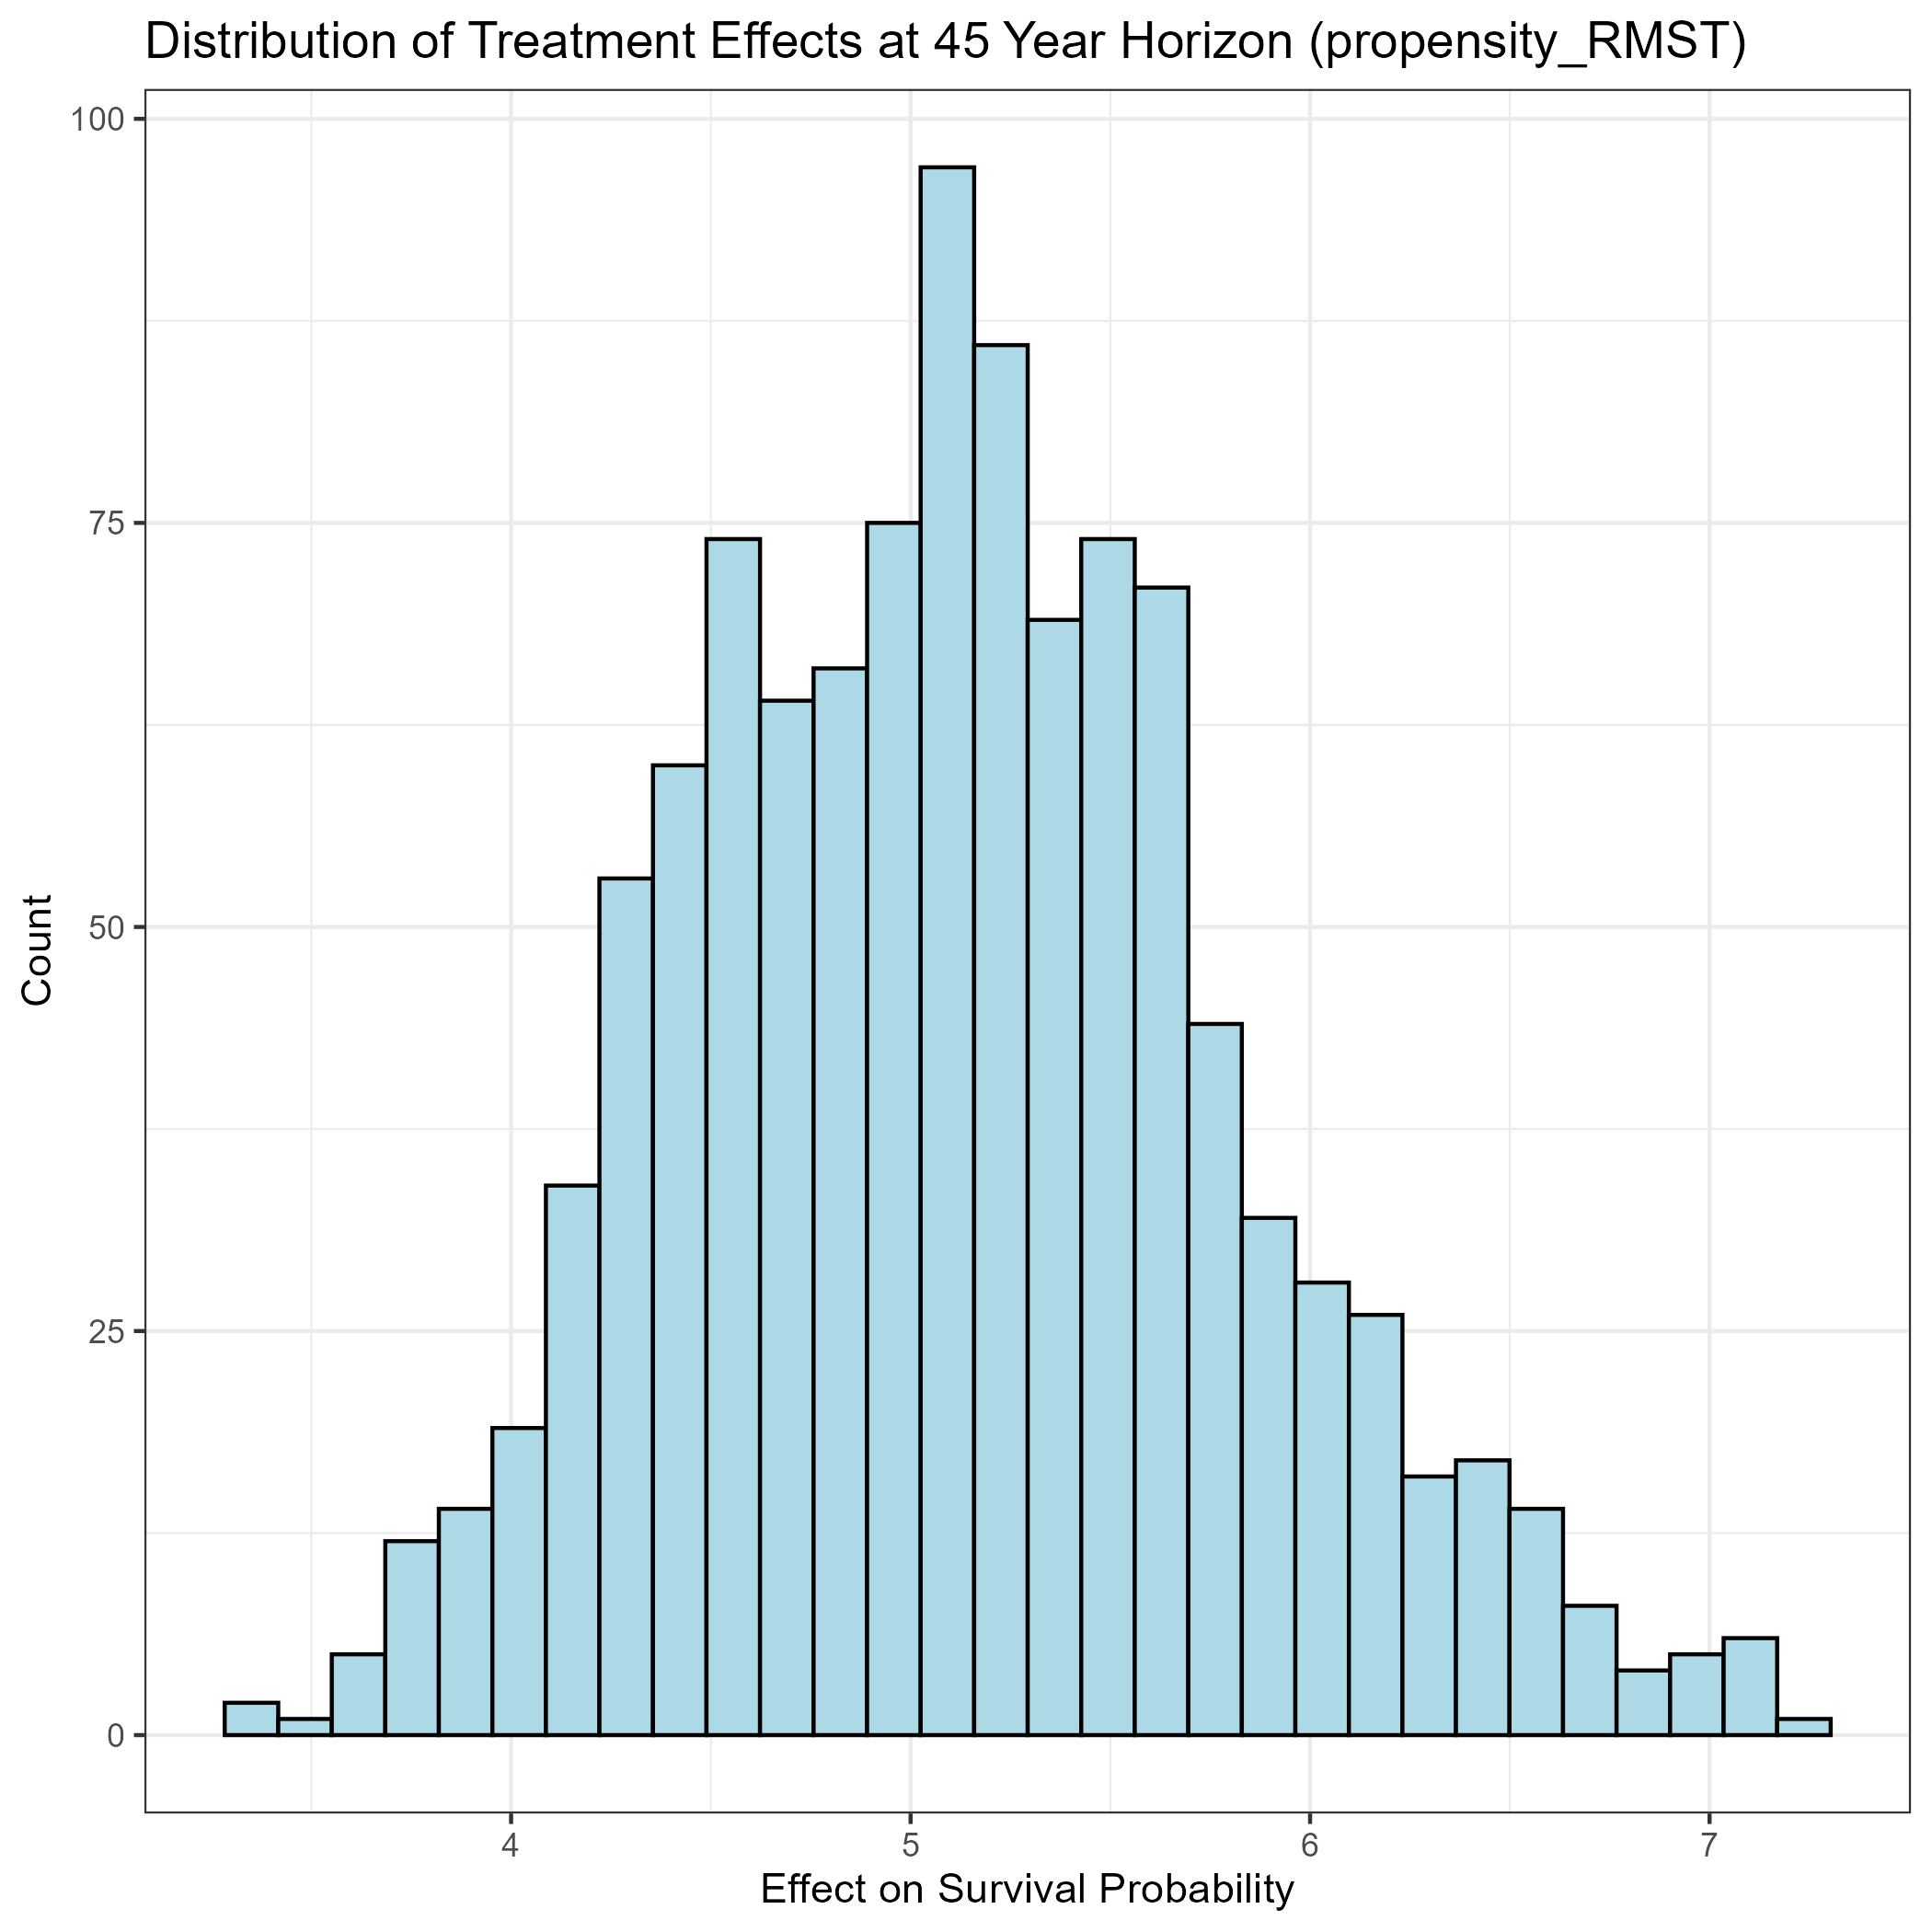 Distribution of Treatment Effects at 45 Year Horizon (propensity_RMST)
100
75
50
25
0
Count
4 5 6 7
Effect on Survival Probability